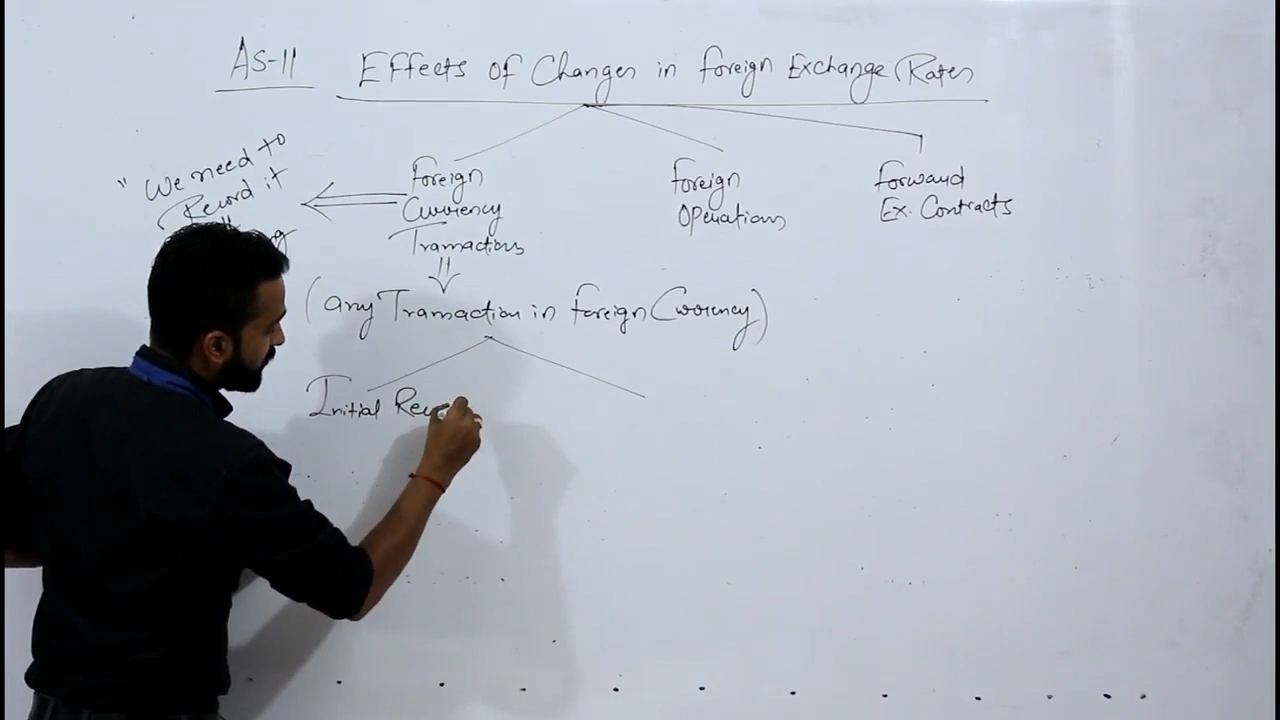 AS-11 Effects of Changes in Foreign Exchange Rates
"We need to
Record it
Foreign
Currency
Transactions
Foreign
Operations
Forward
Ex. Contracts
(any Transaction in Foreign Currency)
Initial